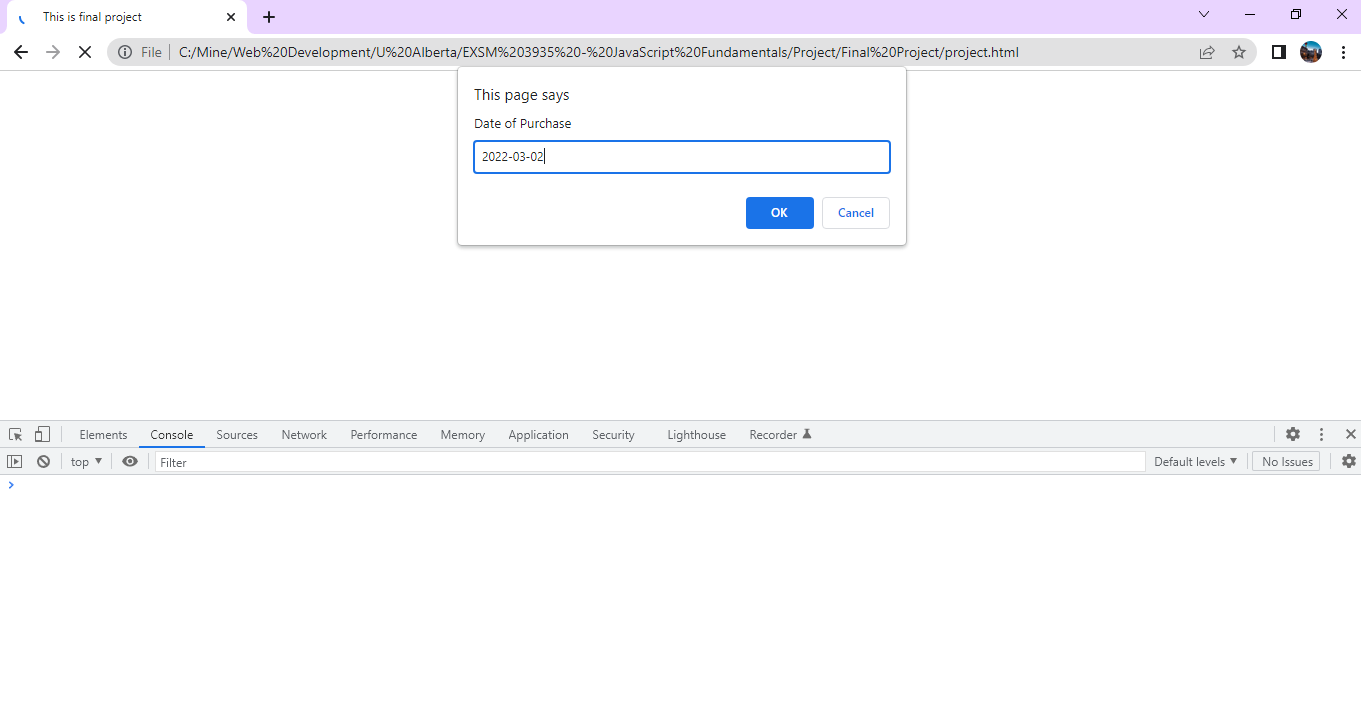 This is final project
File C:/Mine/Web%20Development/U%20Alberta/EXSM%203935%20-%20JavaScript%20Fundamentals/Project/Final%20Project/project.html
This page says
Date of Purchase
2022-03-02
OK Cancel
Elements Console Sources Network Performance Memory Application Security Lighthouse Recorder
top Filter Default levels No Issues